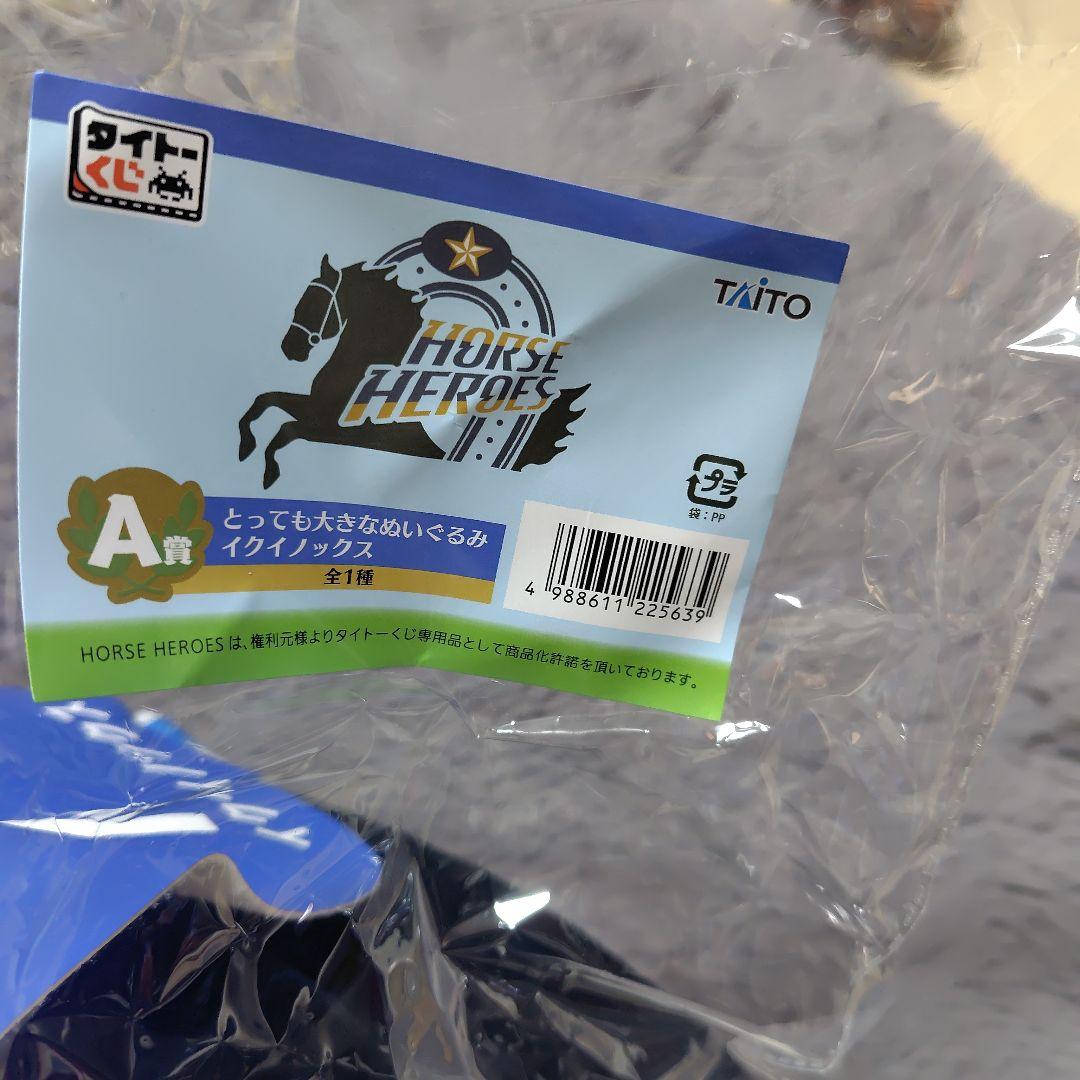 タイトー
くじ
TAITO
HORSE
HEROES
A賞
とっても大きなぬいぐるみ
イクイノックス
全1種
プラ
袋:PP
4 988611 225639
HORSE HEROESは、権利元様よりタイトーくじ専用品として商品化許諾を頂いております。